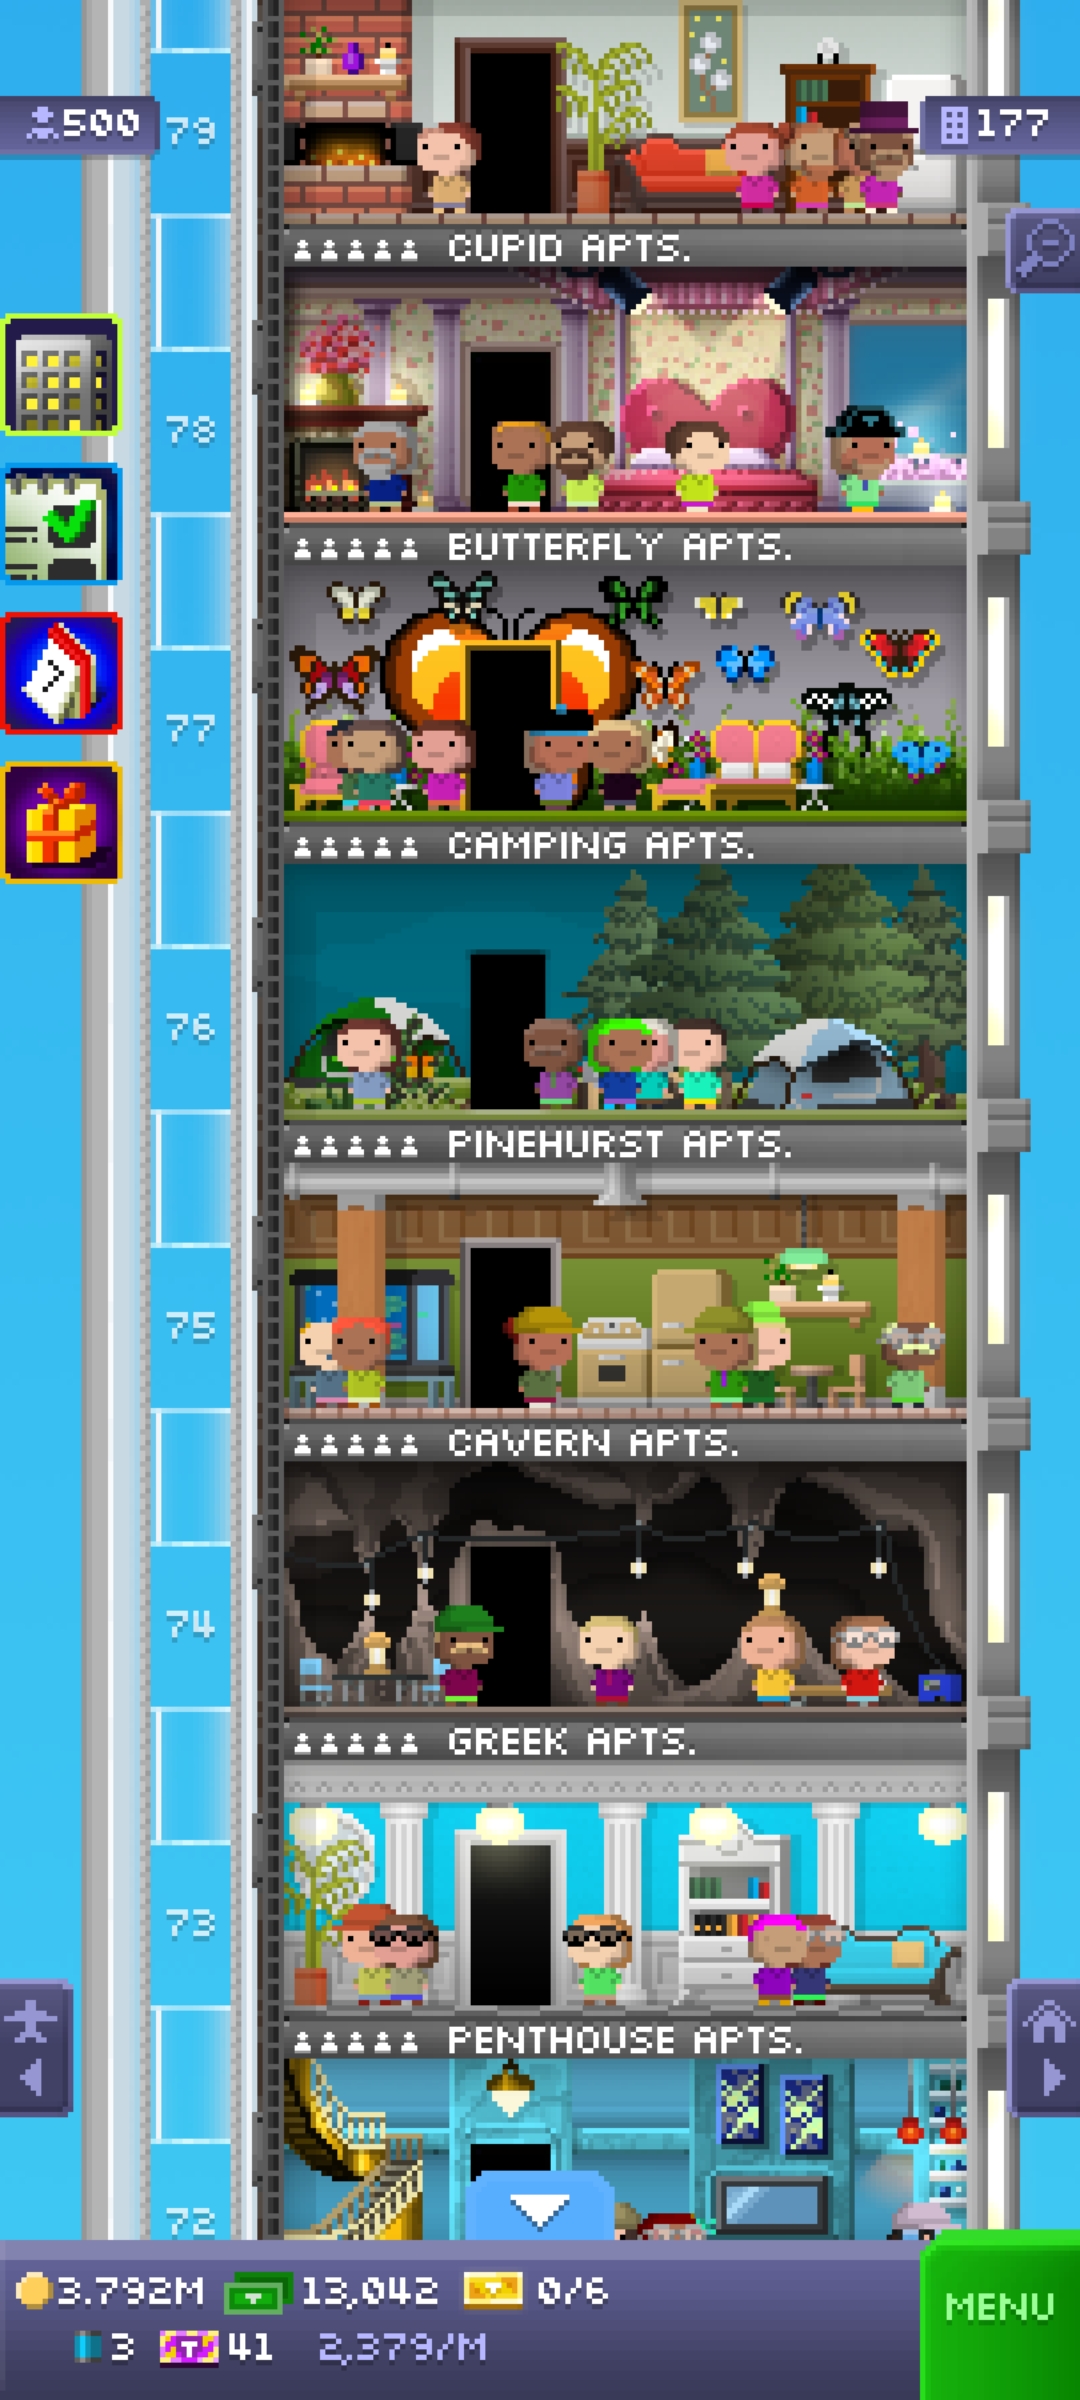 500
79
177
CUPID APTS.
78
BUTTERFLY APTS.
77
CAMPING APTS.
76
PINEHURST APTS.
75
CAVERN APTS.
74
GREEK APTS.
73
PENTHOUSE APTS.
72
3.792M 13,042 0/6
3 41 2,379/M
MENU